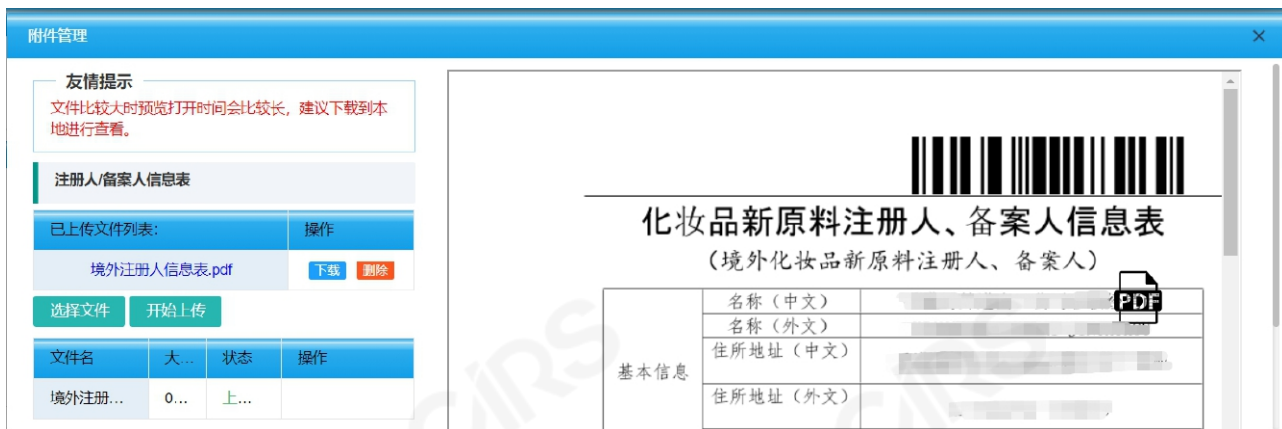 附件管理
友情提示
文件比较大时预览打开时间会比较长，建议下载到本
地进行查看。
注册人/备案人信息表
已上传文件列表: 操作
境外注册人信息表.pdf 下载 删除
选择文件 开始上传
文件名 大... 状态 操作
境外注册... 0... 上...
化妆品新原料注册人、备案人信息表
（境外化妆品新原料注册人、备案人）
基本信息
名称（中文）
PDF
名称（外文）
住所地址（中文）
住所地址（外文）
CIRS
CIRS